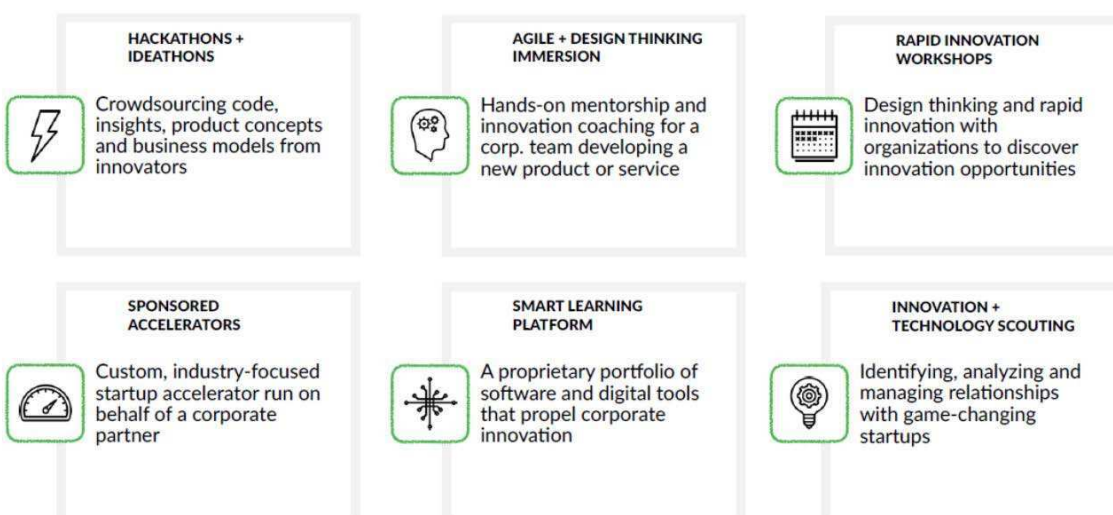 HACKATHONS +
IDEATHONS
Crowdsourcing code,
insights, product concepts
and business models from
innovators
AGILE + DESIGN THINKING
IMMERSION
Hands-on mentorship and
innovation coaching for a
corp. team developing a
new product or service
RAPID INNOVATION
WORKSHOPS
Design thinking and rapid
innovation with
organizations to discover
innovation opportunities
SPONSORED
ACCELERATORS
Custom, industry-focused
startup accelerator run on
behalf of a corporate
partner
SMART LEARNING
PLATFORM
A proprietary portfolio of
software and digital tools
that propel corporate
innovation
INNOVATION +
TECHNOLOGY SCOUTING
Identifying, analyzing and
managing relationships
with game-changing
startups